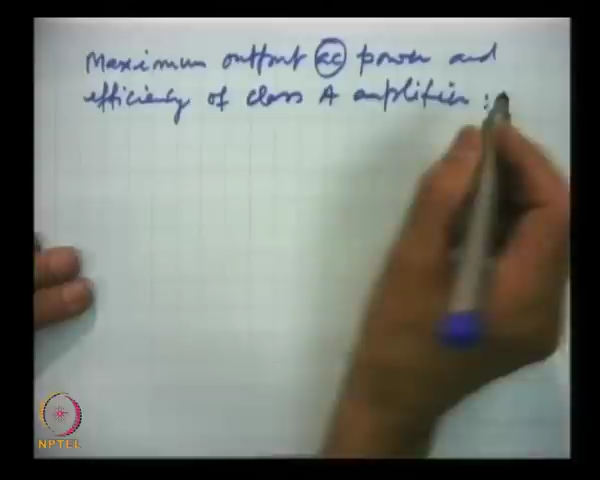 Maximum output ac power and
efficiency of class A amplifier :
NPTEL